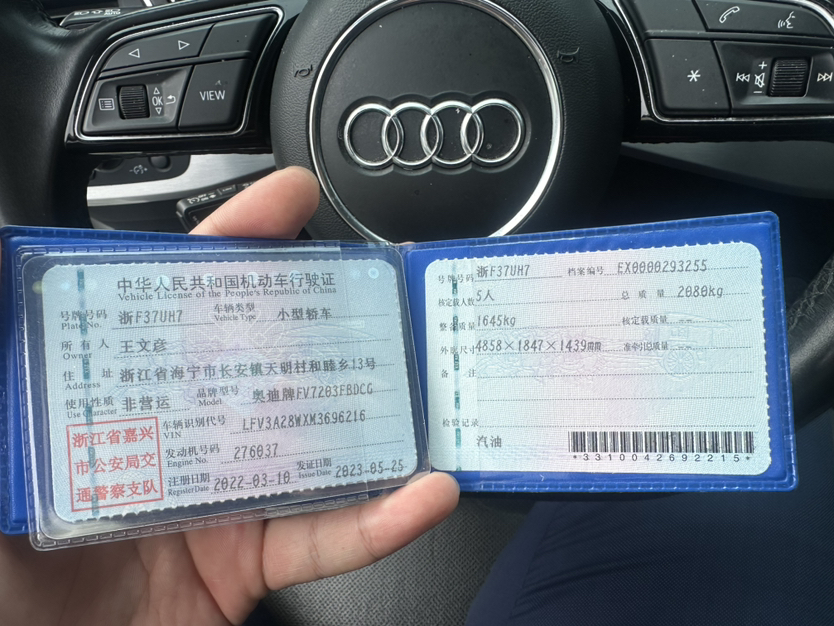 VIEW
OK
中华人民共和国机动车行驶证
Vehicle License of the People's Republic of China
号牌号码 浙F37UH7 车辆类型 小型轿车
Plate No. Vehicle Type
所有人 王文彦
Owner
住址 浙江省海宁市长安镇天明村和睦乡13号
Address
使用性质 非营运 品牌型号 奥迪牌FV7203FBDCG
Use Character Model
浙江省嘉兴
市公安局交
通警察支队
车辆识别代号 LFV3A28WXM3696216
VIN
发动机号码 276037
Engine No.
注册日期 2022-03-10 发证日期 2023-05-25
Register Date Issue Date
号牌号码 浙F37UH7 档案编号 EX0000293255
核定载人数 5人 总质量 2080kg
整备质量 1645kg 核定载质量 --
外廓尺寸 4858×1847×1439mm 准牵引总质量 --
备注
检验记录
汽油
*3310042692215*